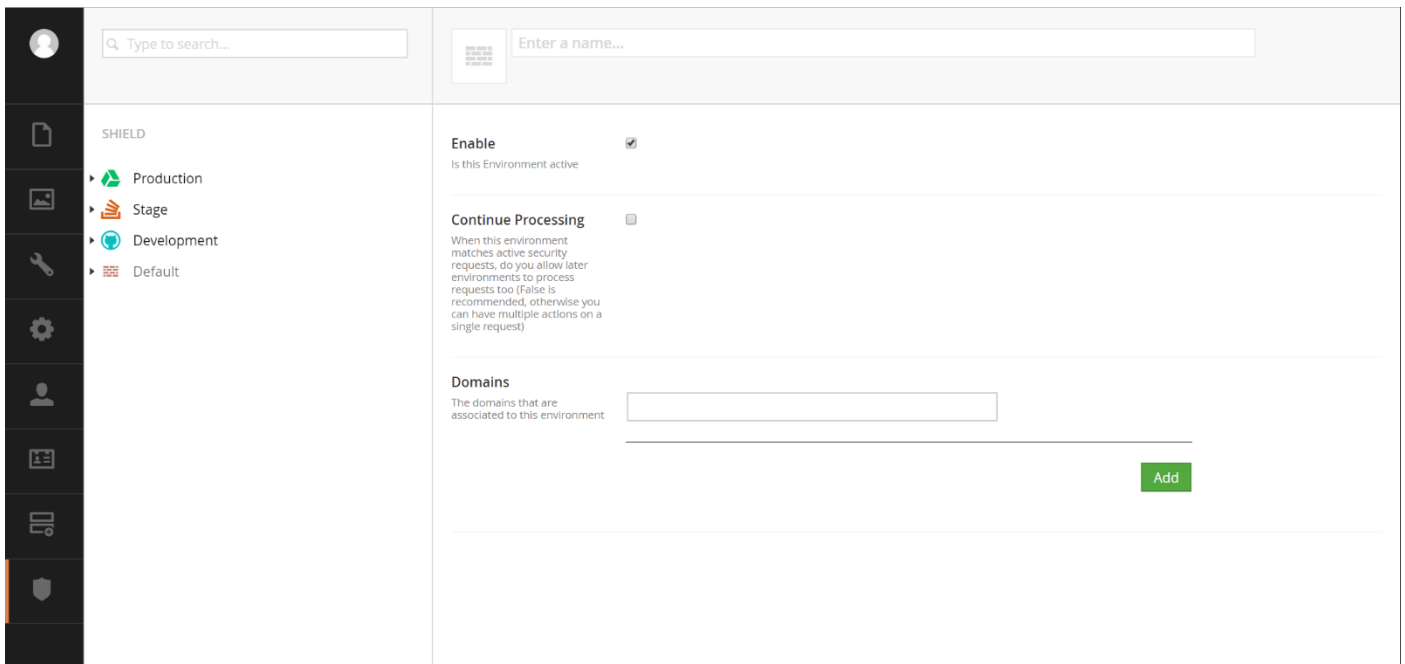 Type to search...
Enter a name...
SHIELD
Production
Stage
Development
Default
Enable
Is this Environment active
Continue Processing
When this environment
matches active security
requests, do you allow later
environments to process
requests too (False is
recommended, otherwise you
can have multiple actions on a
single request)
Domains
The domains that are
associated to this environment
Add